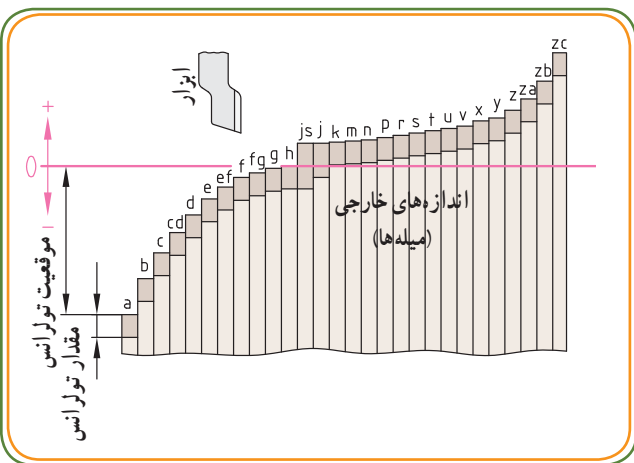 ابزار
+
0
−
a
b
c
cd
d
e
ef
f
fg
g
h
js
j
k
m
n
p
r
s
t
u
v
x
y
z
za
zb
zc
اندازه‌های خارجی
(میله‌ها)
موقعیت تولرانس
مقدار تولرانس